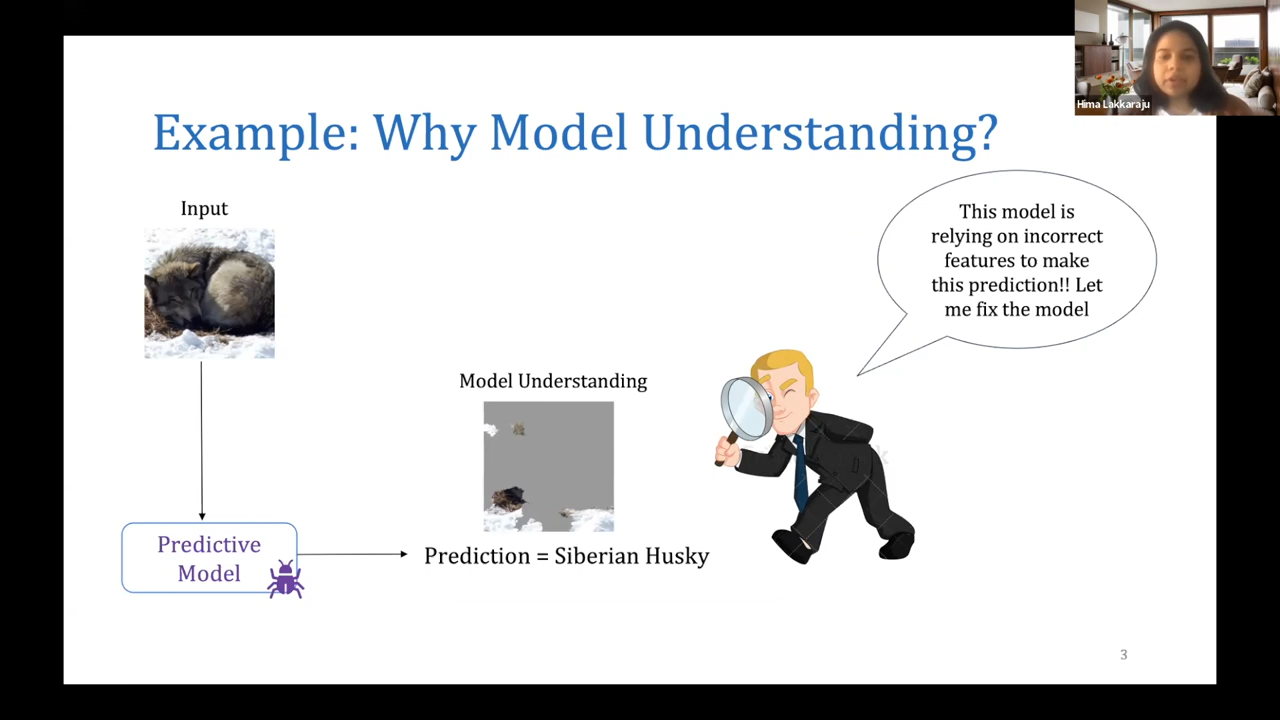 Hima Lakkaraju
Example: Why Model Understanding?
Input
This model is
relying on incorrect
features to make
this prediction!! Let
me fix the model
Model Understanding
Predictive
Model
Prediction = Siberian Husky
3